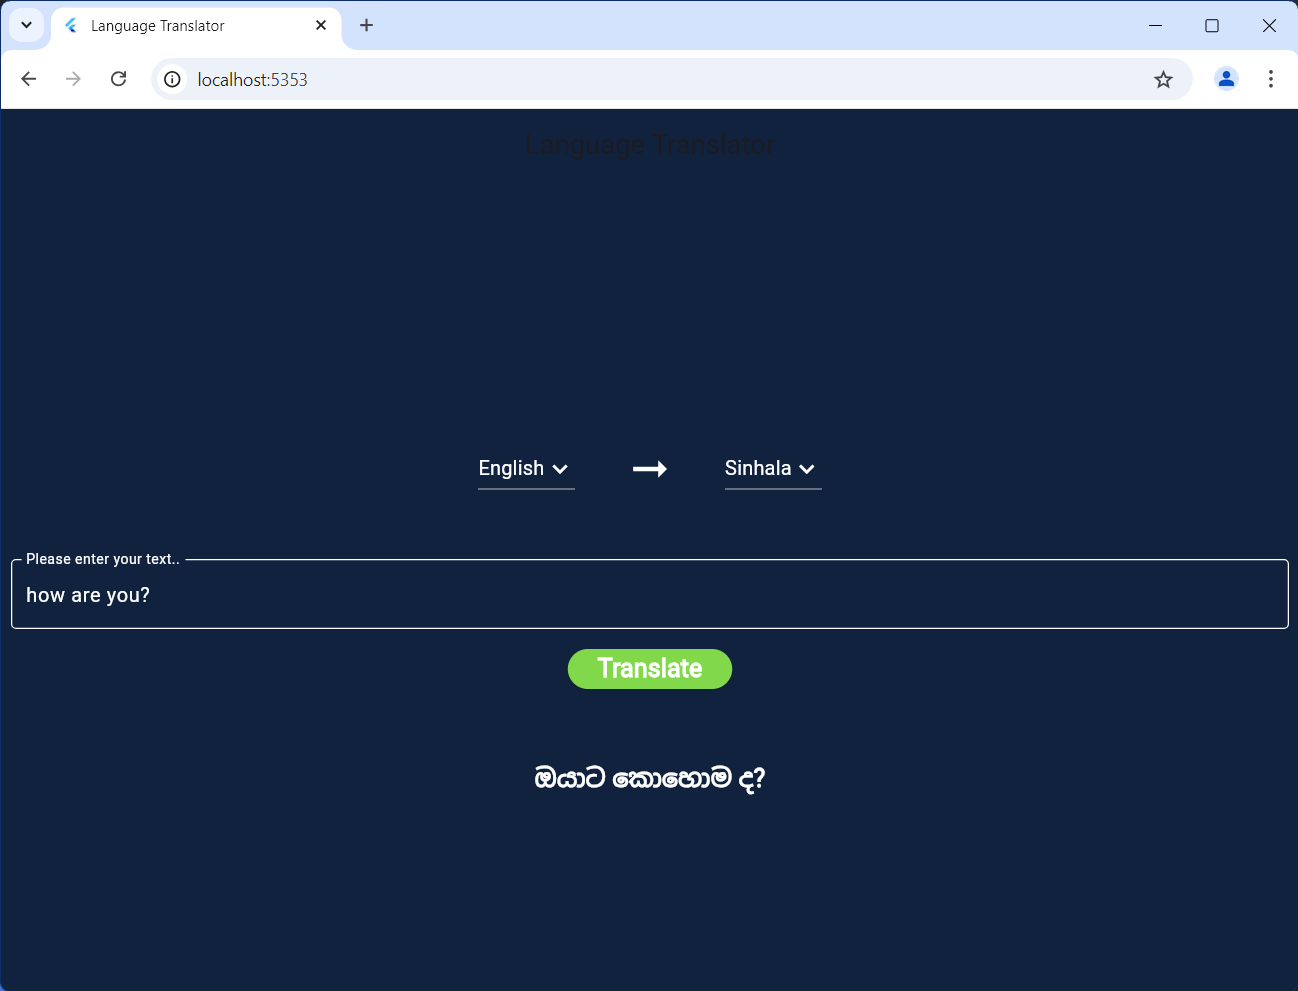 Language Translator
localhost:5353
Language Translator
English
Sinhala
Please enter your text..
how are you?
Translate
ඔයාට කොහොම ද?